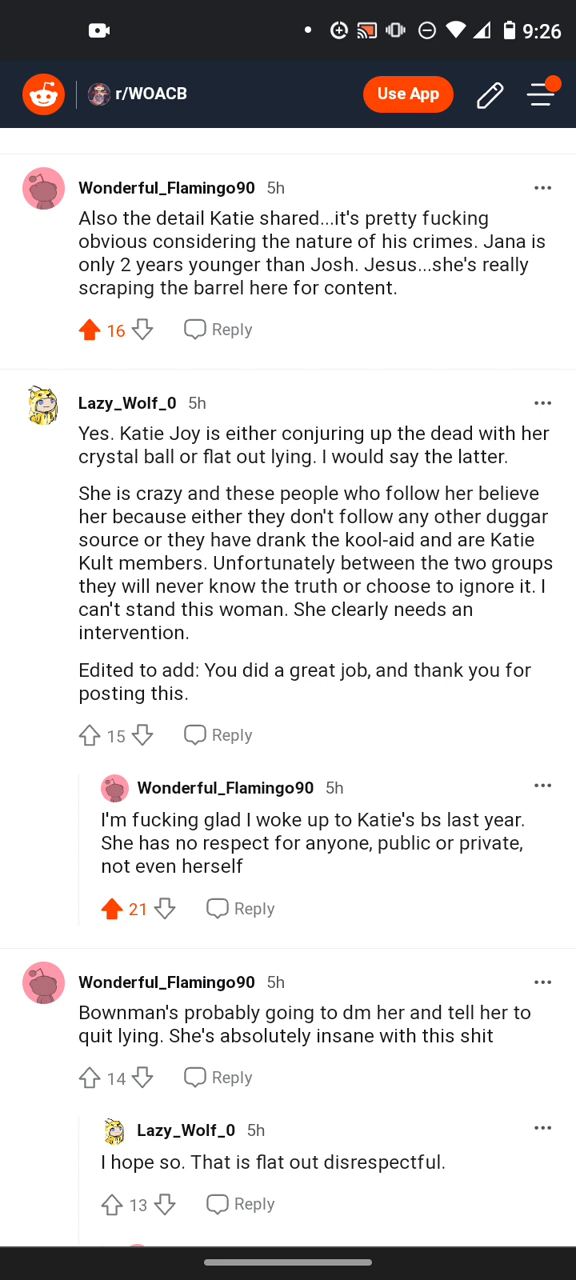 9:26
r/WOACB
Use App
Wonderful_Flamingo90 5h
Also the detail Katie shared...it's pretty fucking
obvious considering the nature of his crimes. Jana is
only 2 years younger than Josh. Jesus...she's really
scraping the barrel here for content.
16 Reply
Lazy_Wolf_0 5h
Yes. Katie Joy is either conjuring up the dead with her
crystal ball or flat out lying. I would say the latter.
She is crazy and these people who follow her believe
her because either they don't follow any other duggar
source or they have drank the kool-aid and are Katie
Kult members. Unfortunately between the two groups
they will never know the truth or choose to ignore it. I
can't stand this woman. She clearly needs an
intervention.
Edited to add: You did a great job, and thank you for
posting this.
15 Reply
Wonderful_Flamingo90 5h
I'm fucking glad I woke up to Katie's bs last year.
She has no respect for anyone, public or private,
not even herself
21 Reply
Wonderful_Flamingo90 5h
Bownman's probably going to dm her and tell her to
quit lying. She's absolutely insane with this shit
14 Reply
Lazy_Wolf_0 5h
I hope so. That is flat out disrespectful.
13 Reply